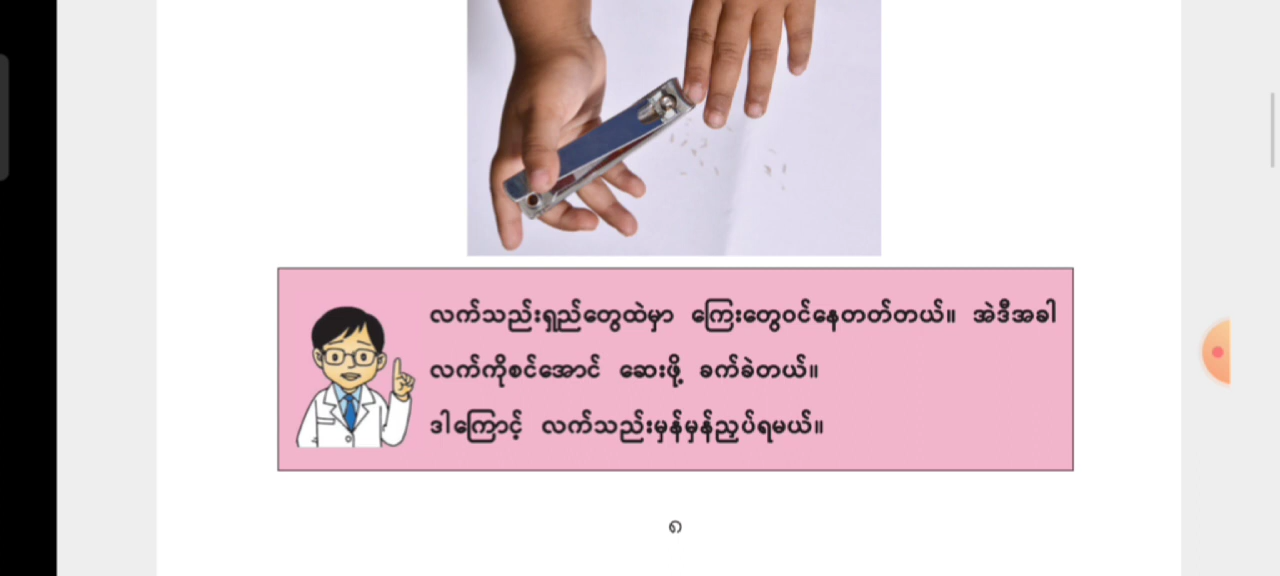 လက်သည်းရှည်တွေထဲမှာ ကြေးတွေဝင်နေတတ်တယ်။ အဲဒီအခါ
လက်ကိုစင်အောင် ဆေးဖို့ ခက်ခဲတယ်။
ဒါကြောင့် လက်သည်းမှန်မှန်ညှပ်ရမယ်။
၈